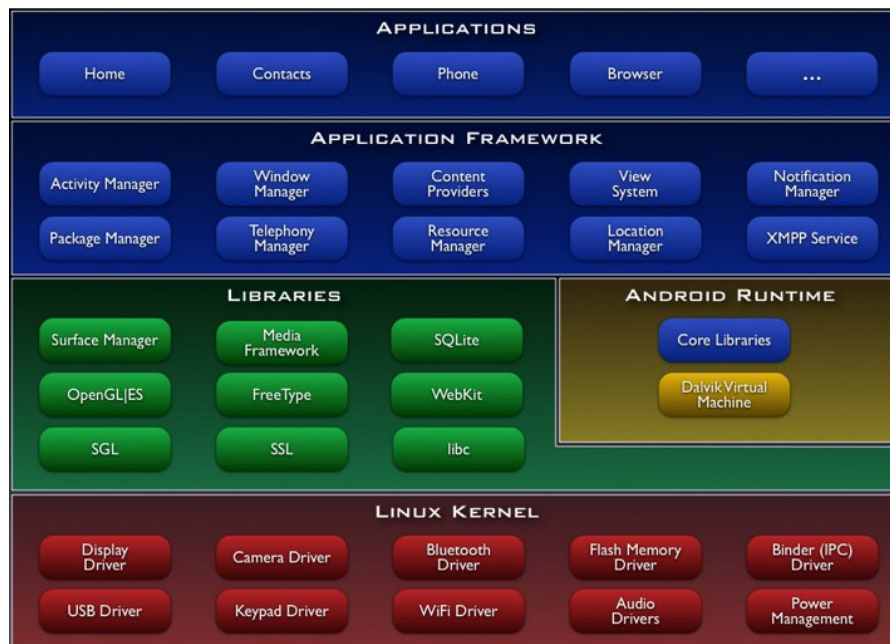 APPLICATIONS
Home
Contacts
Phone
Browser
...
APPLICATION FRAMEWORK
Activity Manager
Window
Manager
Content
Providers
View
System
Notification
Manager
Package Manager
Telephony
Manager
Resource
Manager
Location
Manager
XMPP Service
LIBRARIES
Surface Manager
Media
Framework
SQLite
OpenGL|ES
FreeType
WebKit
SGL
SSL
libc
ANDROID RUNTIME
Core Libraries
Dalvik Virtual
Machine
LINUX KERNEL
Display
Driver
Camera Driver
Bluetooth
Driver
Flash Memory
Driver
Binder (IPC)
Driver
USB Driver
Keypad Driver
WiFi Driver
Audio
Drivers
Power
Management